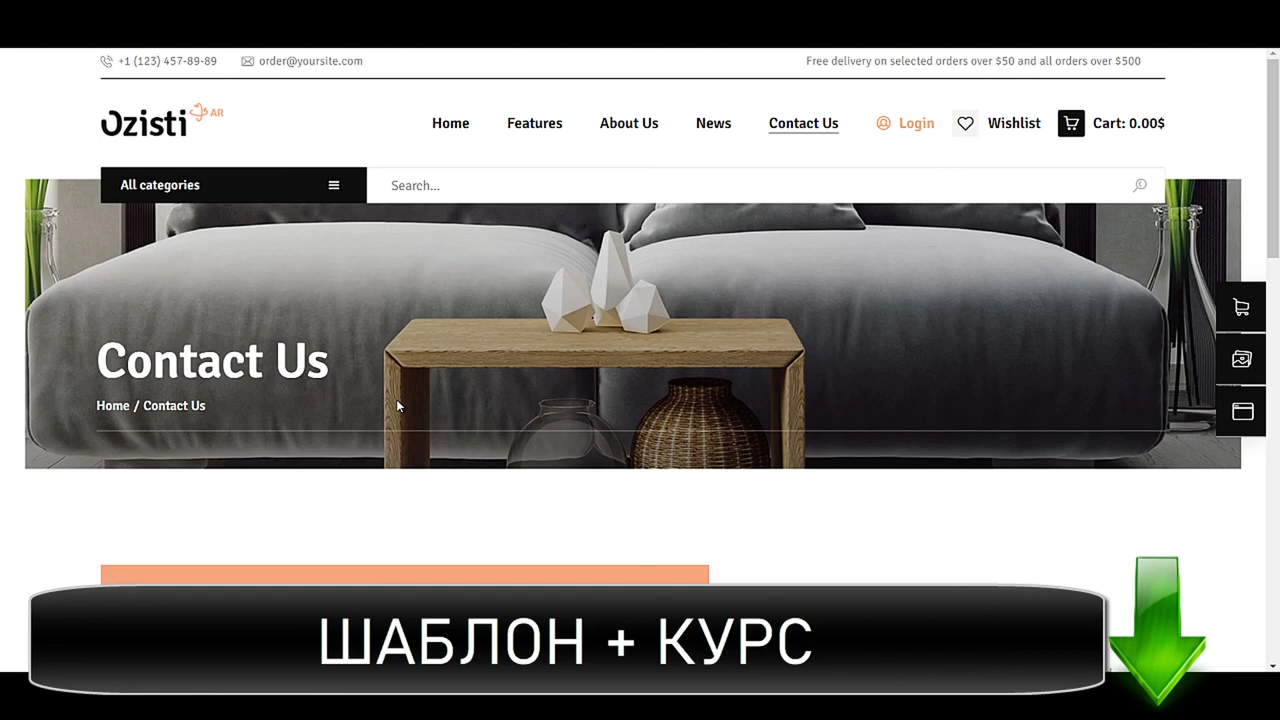 +1 (123) 457-89-89 order@yoursite.com Free delivery on selected orders over $50 and all orders over $500
Ozisti AR Home Features About Us News Contact Us Login Wishlist Cart: 0.00$
All categories Search...
Contact Us
Home / Contact Us
ШАБЛОН + КУРС